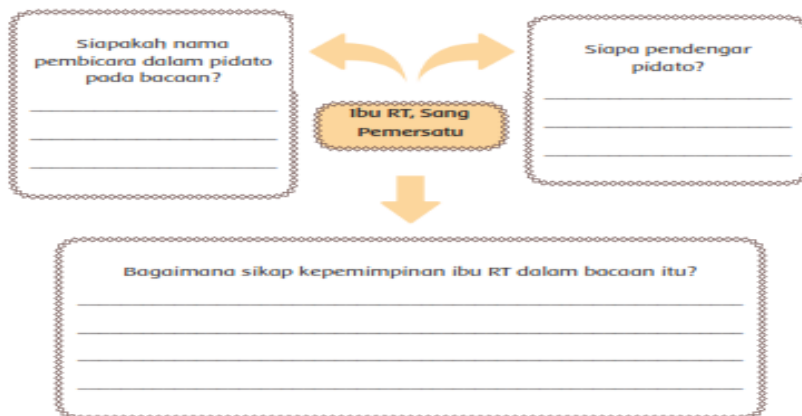 Siapakah nama
pembicara dalam pidato
pada bacaan?
Siapa pendengar
pidato?
Ibu RT, Sang
Pemersatu
Bagaimana sikap kepemimpinan ibu RT dalam bacaan itu?